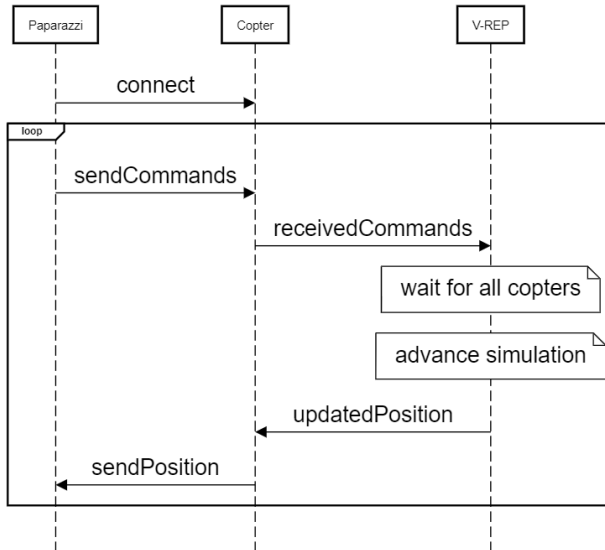 Paparazzi
Copter
V-REP
connect
loop
sendCommands
receivedCommands
wait for all copters
advance simulation
updatedPosition
sendPosition